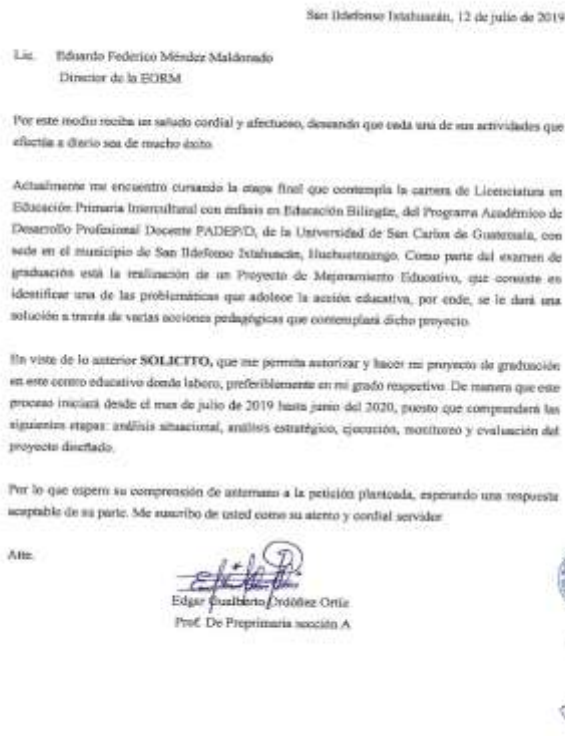 San Ildefonso Ixtahuacán, 12 de julio de 2019
Lic. Eduardo Federico Méndez Maldonado
Director de la EORM
Por este medio reciba un saludo cordial y afectuoso, deseando que cada una de sus actividades que
efectúa a diario sea de mucho éxito.
Actualmente me encuentro cursando la etapa final que contempla la carrera de Licenciatura en
Educación Primaria Intercultural con énfasis en Educación Bilingüe, del Programa Académico de
Desarrollo Profesional Docente PADEP/D, de la Universidad de San Carlos de Guatemala, con
sede en el municipio de San Ildefonso Ixtahuacán, Huehuetenango. Como parte del examen de
graduación está la realización de un Proyecto de Mejoramiento Educativo, que consiste en
identificar una de las problemáticas que adolece la acción educativa, por ende, se le dará una
solución a través de varias acciones pedagógicas que contemplará dicho proyecto.
En vista de lo anterior SOLICITO, que me permita autorizar y hacer mi proyecto de graduación
en este centro educativo donde laboro, preferiblemente en mi grado respectivo. De manera que este
proceso iniciará desde el mes de julio de 2019 hasta junio del 2020, puesto que comprenderá las
siguientes etapas: análisis situacional, análisis estratégico, ejecución, monitoreo y evaluación del
proyecto diseñado.
Por lo que espero su comprensión de antemano a la petición planteada, esperando una respuesta
aceptable de su parte. Me suscribo de usted como su atento y cordial servidor
Atte.
Edgar Gualberto Ordóñez Ortiz
Prof. De Preprimaria sección A